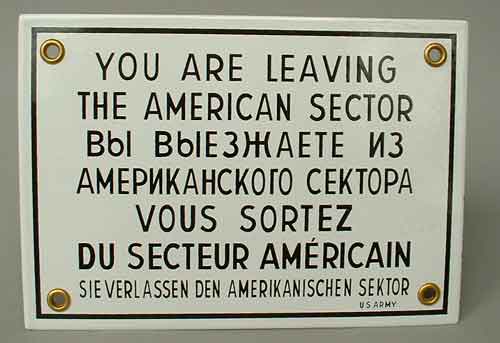 YOU ARE LEAVING
THE AMERICAN SECTOR
ВЫ ВЫЕЗЖАЕТЕ ИЗ
АМЕРИКАНСКОГО СЕКТОРА
VOUS SORTEZ
DU SECTEUR AMÉRICAIN
SIE VERLASSEN DEN AMERIKANISCHEN SEKTOR
US ARMY